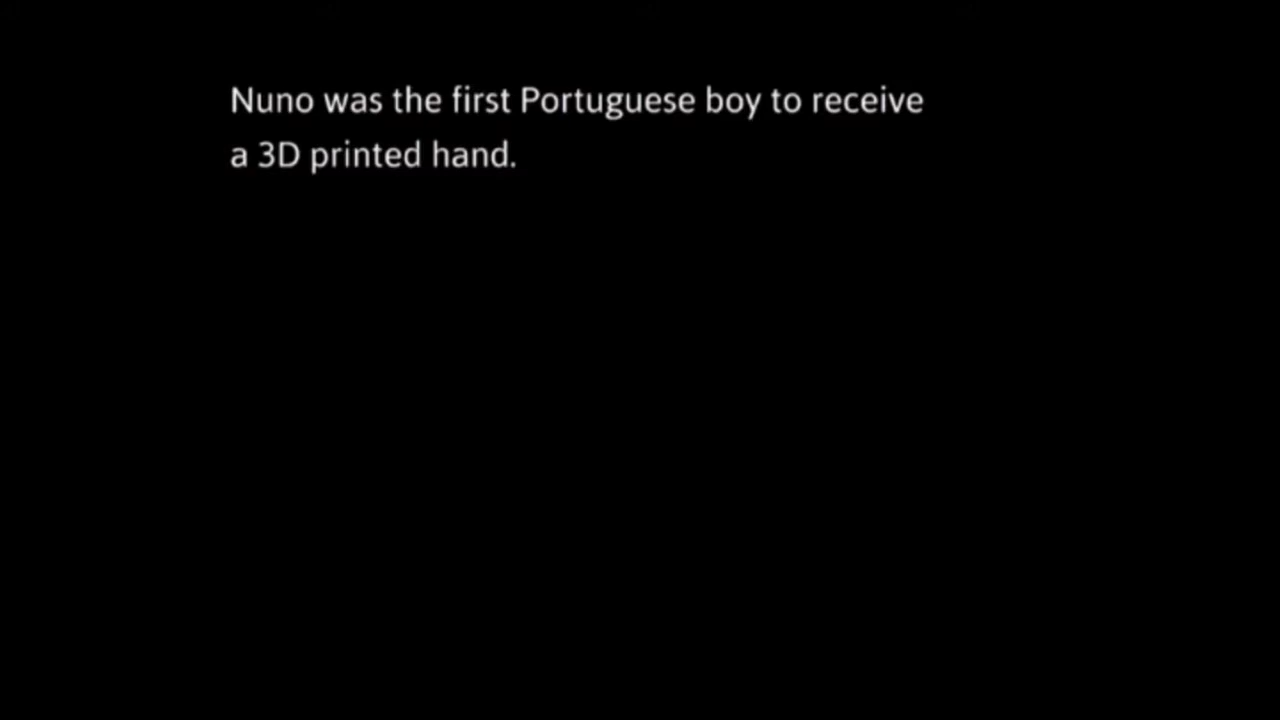 Nuno was the first Portuguese boy to receive
a 3D printed hand.